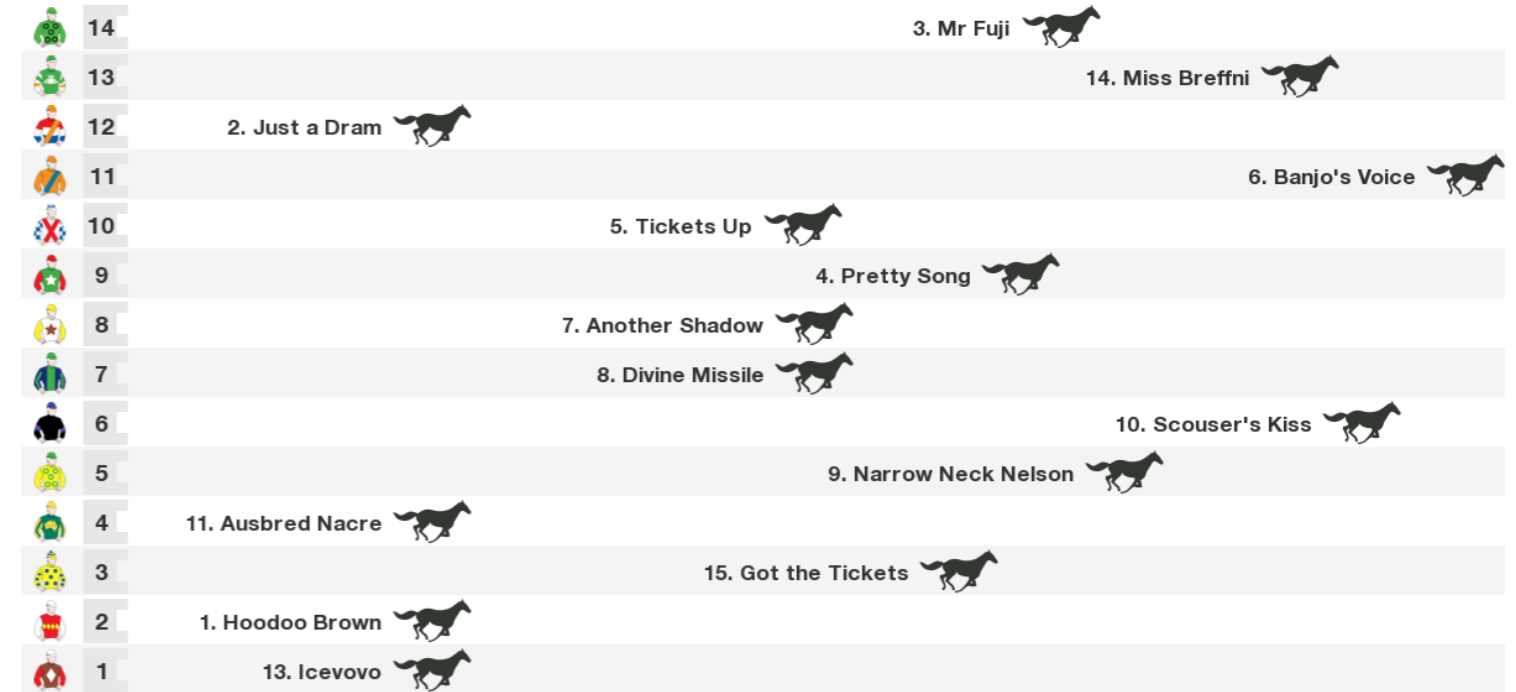 14 3. Mr Fuji
13 14. Miss Breffni
12 2. Just a Dram
11 6. Banjo's Voice
10 5. Tickets Up
9 4. Pretty Song
8 7. Another Shadow
7 8. Divine Missile
6 10. Scouser's Kiss
5 9. Narrow Neck Nelson
4 11. Ausbred Nacre
3 15. Got the Tickets
2 1. Hoodoo Brown
1 13. Icevovo